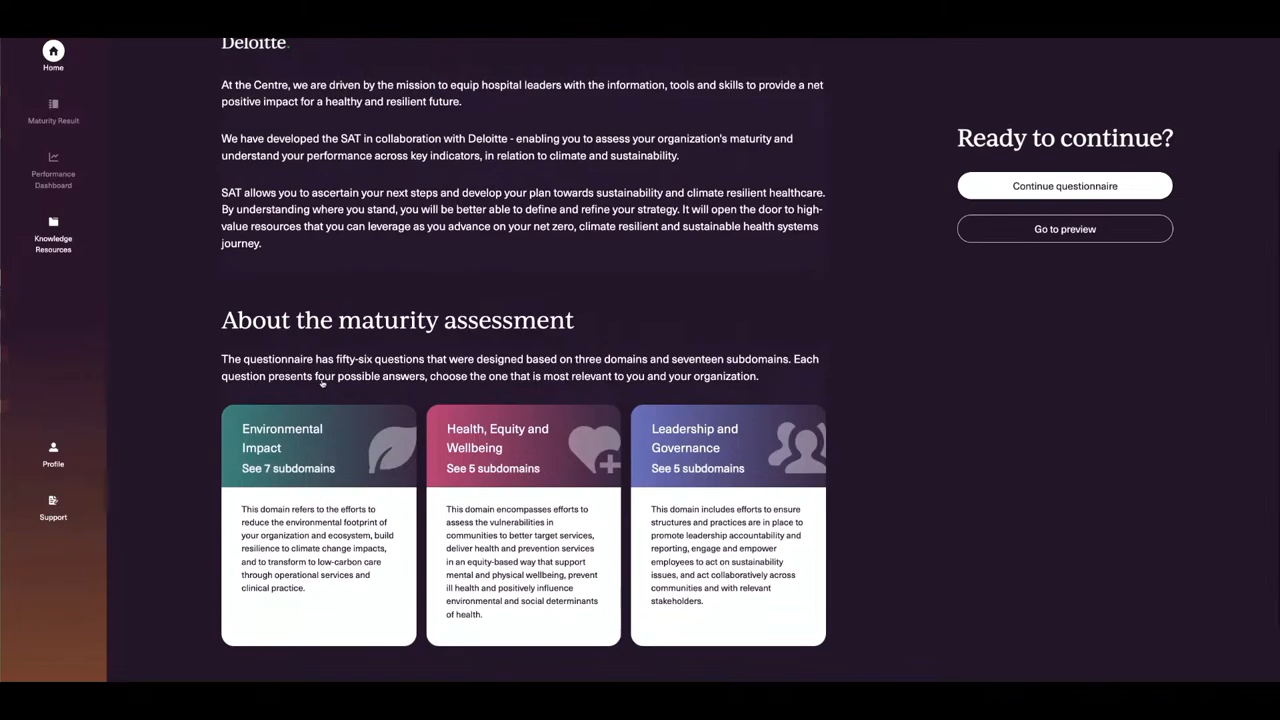 Home
Maturity Result
Performance
Dashboard
Knowledge
Resources
Profile
Support
Deloitte.
At the Centre, we are driven by the mission to equip hospital leaders with the information, tools and skills to provide a net
positive impact for a healthy and resilient future.
We have developed the SAT in collaboration with Deloitte - enabling you to assess your organization's maturity and
understand your performance across key indicators, in relation to climate and sustainability.
SAT allows you to ascertain your next steps and develop your plan towards sustainability and climate resilient healthcare.
By understanding where you stand, you will be better able to define and refine your strategy. It will open the door to high-
value resources that you can leverage as you advance on your net zero, climate resilient and sustainable health systems
journey.
About the maturity assessment
The questionnaire has fifty-six questions that were designed based on three domains and seventeen subdomains. Each
question presents four possible answers, choose the one that is most relevant to you and your organization.
Environmental
Impact
See 7 subdomains
This domain refers to the efforts to
reduce the environmental footprint of
your organization and ecosystem, build
resilience to climate change impacts,
and to transform to low-carbon care
through operational services and
clinical practice.
Health, Equity and
Wellbeing
See 5 subdomains
This domain encompasses efforts to
assess the vulnerabilities in
communities to better target services,
deliver health and prevention services
in an equity-based way that support
mental and physical wellbeing, prevent
ill health and positively influence
environmental and social determinants
of health.
Leadership and
Governance
See 5 subdomains
This domain includes efforts to ensure
structures and practices are in place to
promote leadership accountability and
reporting, engage and empower
employees to act on sustainability
issues, and act collaboratively across
communities and with relevant
stakeholders.
Ready to continue?
Continue questionnaire
Go to preview